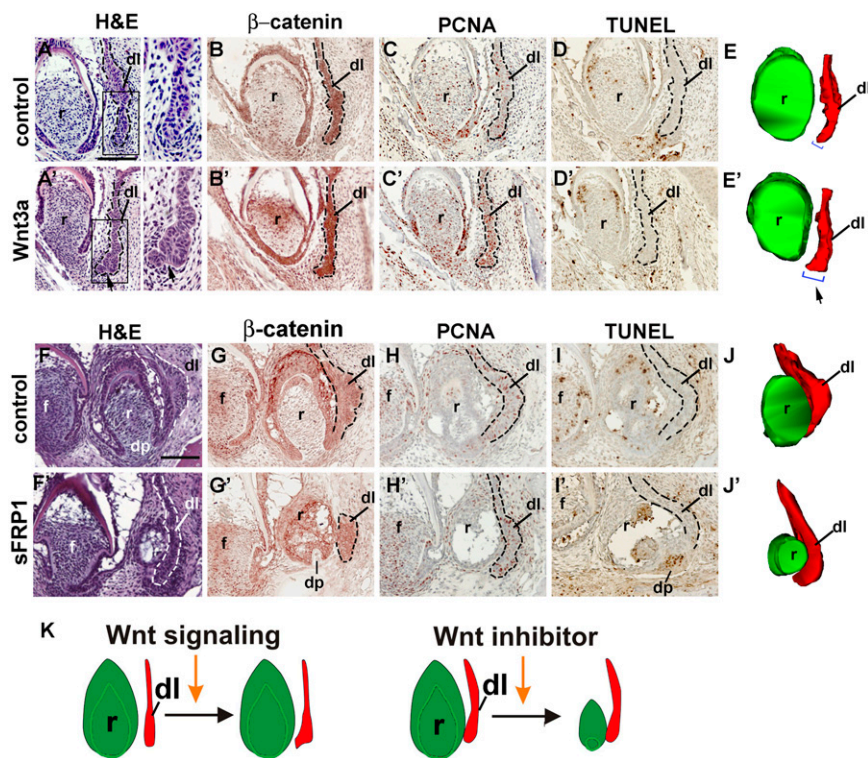 H&E β-catenin PCNA TUNEL
control
A dl r
B dl r
C dl r
D dl r
E r dl
Wnt3a
A' dl r
B' dl r
C' dl r
D' dl r
E' r dl
H&E β-catenin PCNA TUNEL
control
F dl f r dp
G dl f r
H dl r
I dl f r
J dl r
sFRP1
F' dl f
G' dl r f dp
H' dl r f
I' f dl r dp
J' dl r
K
Wnt signaling Wnt inhibitor
r dl r dl